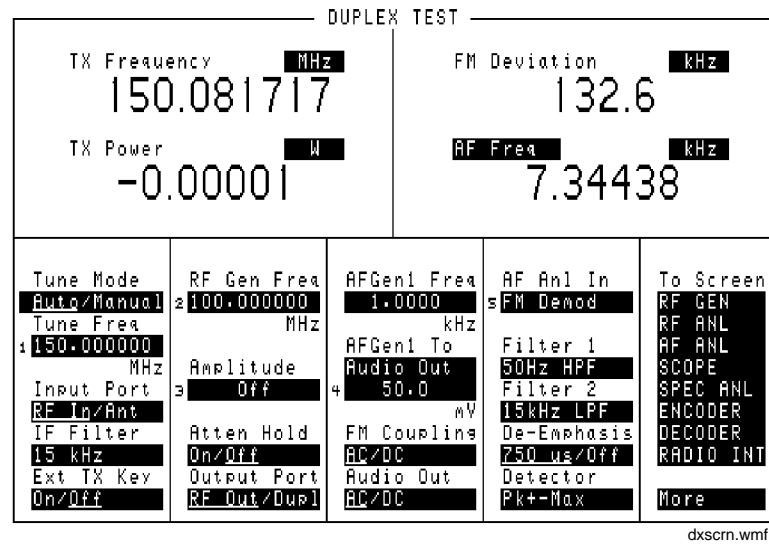 DUPLEX TEST
TX Frequency MHz
150.081717
TX Power W
-0.00001
FM Deviation kHz
132.6
AF Freq kHz
7.34438
Tune Mode
Auto/Manual
Tune Freq
1 150.000000
MHz
Input Port
RF In/Ant
IF Filter
15 kHz
Ext TX Key
On/Off
RF Gen Freq
2 100.000000
MHz
Amplitude
3 Off
Atten Hold
On/Off
Output Port
RF Out/Dupl
AFGen1 Freq
1.0000
kHz
AFGen1 To
Audio Out
4 50.0
mV
FM Coupling
AC/DC
Audio Out
AC/DC
AF Anl In
5 FM Demod
Filter 1
50Hz HPF
Filter 2
15kHz LPF
De-Emphasis
750 us/Off
Detector
Pk+-Max
To Screen
RF GEN
RF ANL
AF ANL
SCOPE
SPEC ANL
ENCODER
DECODER
RADIO INT
More
dxscrn.wmf